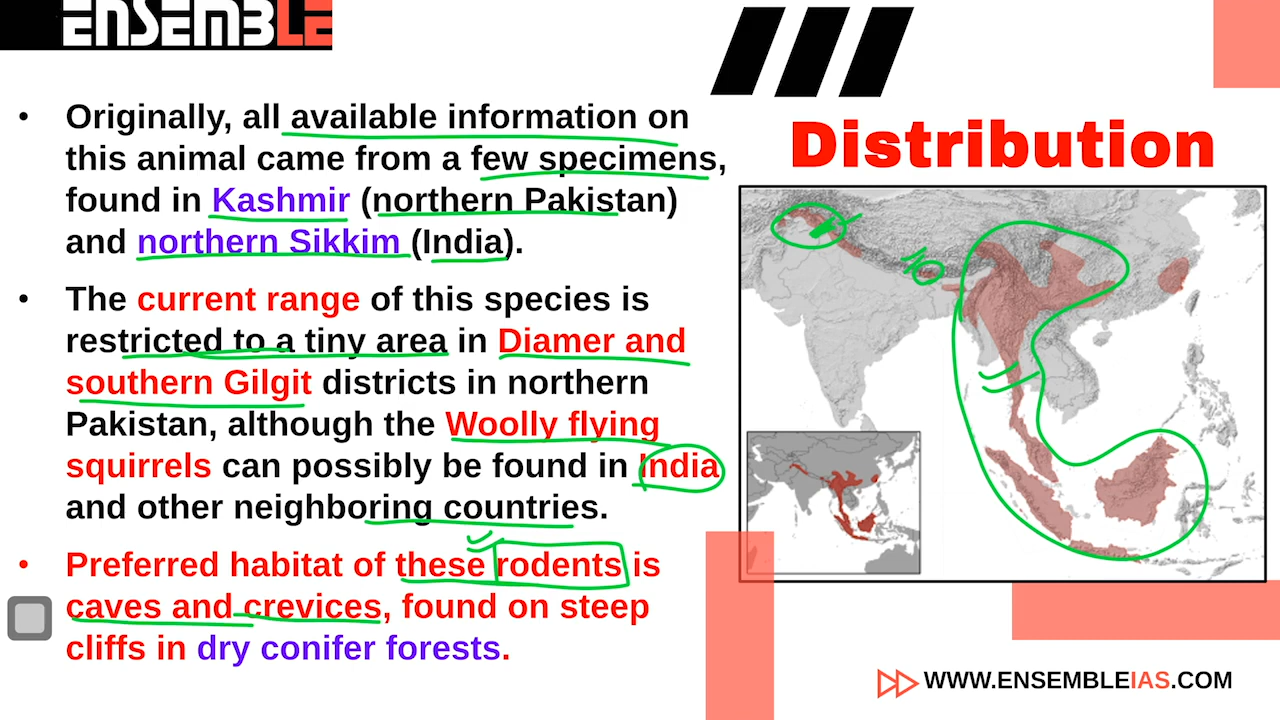 ENSEMBLE
Originally, all available information on
this animal came from a few specimens,
found in Kashmir (northern Pakistan)
and northern Sikkim (India).
The current range of this species is
restricted to a tiny area in Diamer and
southern Gilgit districts in northern
Pakistan, although the Woolly flying
squirrels can possibly be found in India
and other neighboring countries.
Preferred habitat of these rodents is
caves and crevices, found on steep
cliffs in dry conifer forests.
Distribution
WWW.ENSEMBLEIAS.COM